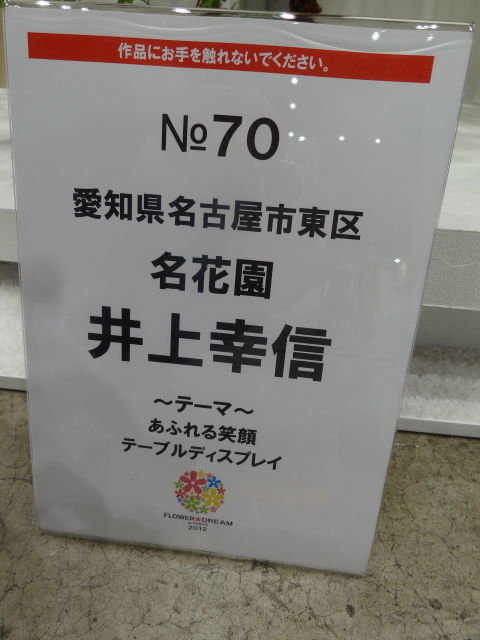 作品にお手を触れないでください。
№70
愛知県名古屋市東区
名花園
井上幸信
～テーマ～
あふれる笑顔
テーブルディスプレイ
FLOWER DREAM
in TOKYO
2012